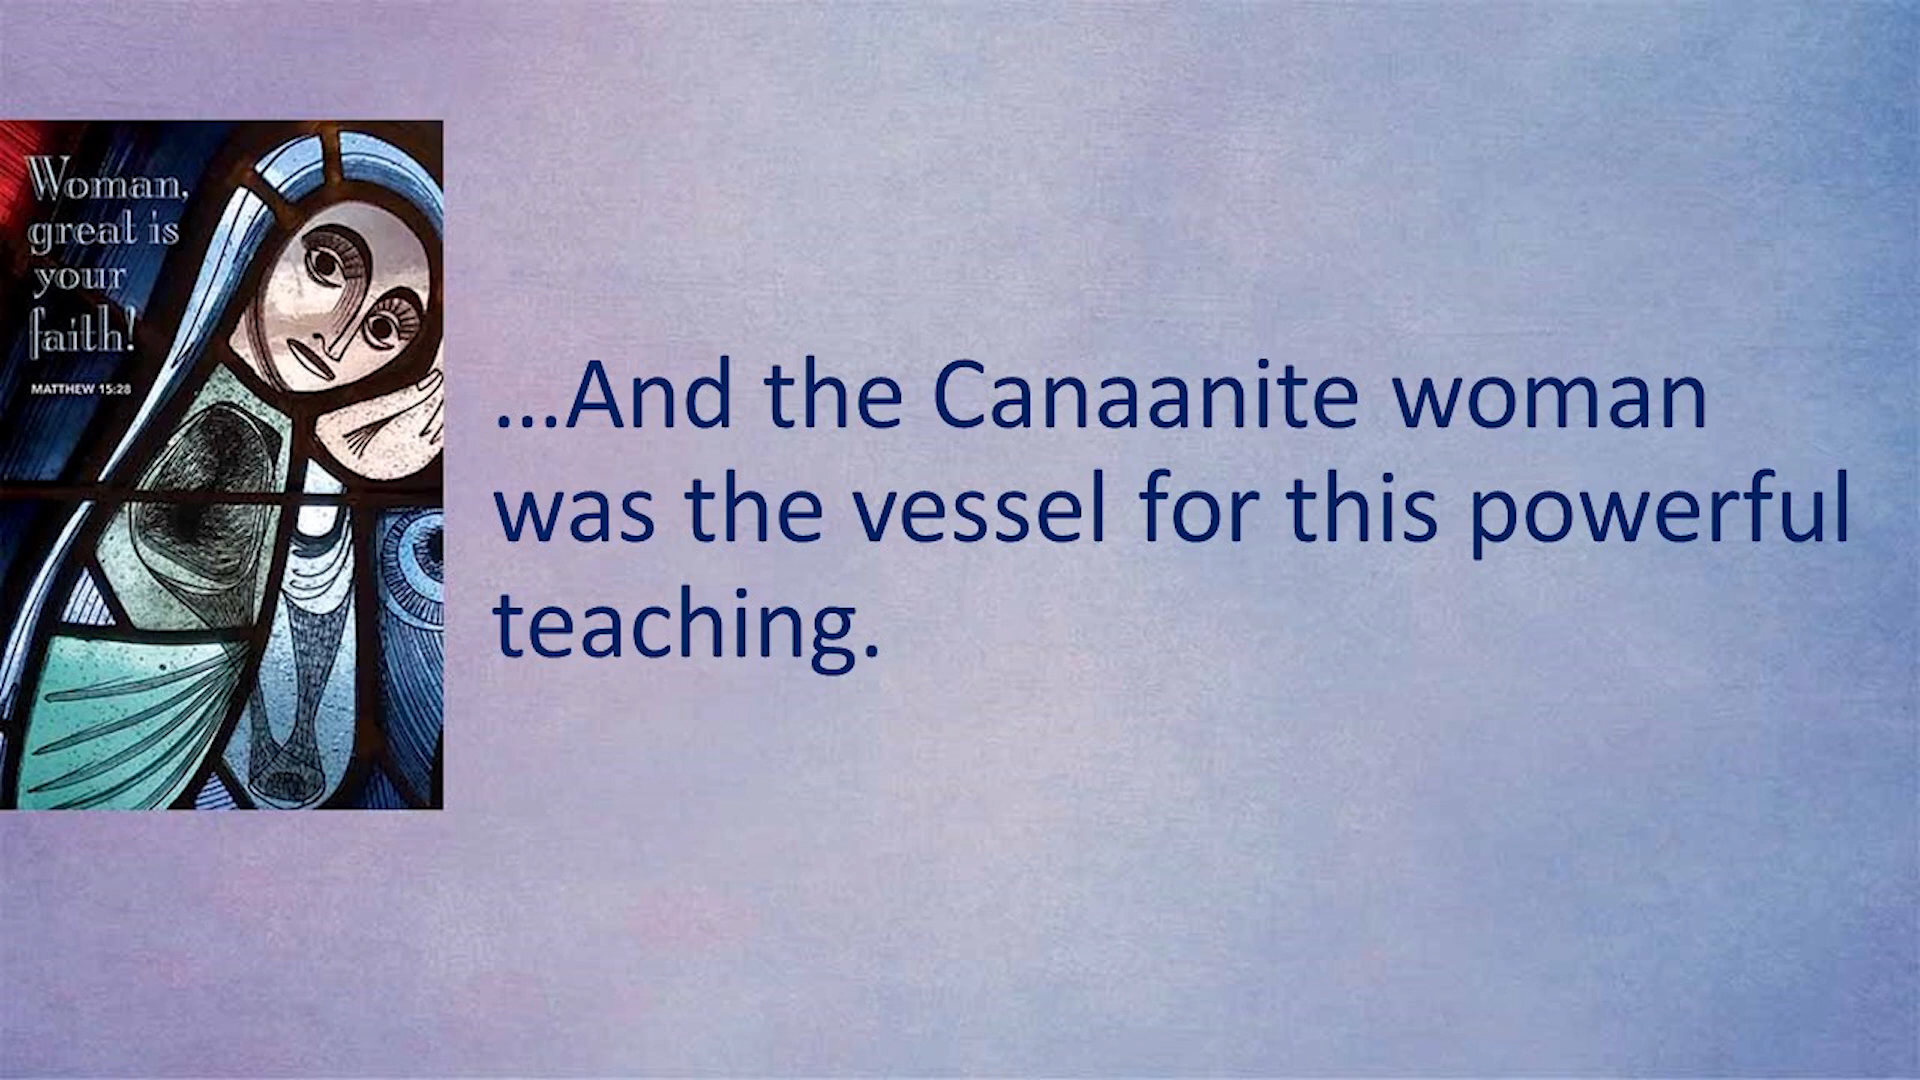 Woman,
great is
your
faith!
MATTHEW 15:28
...And the Canaanite woman
was the vessel for this powerful
teaching.